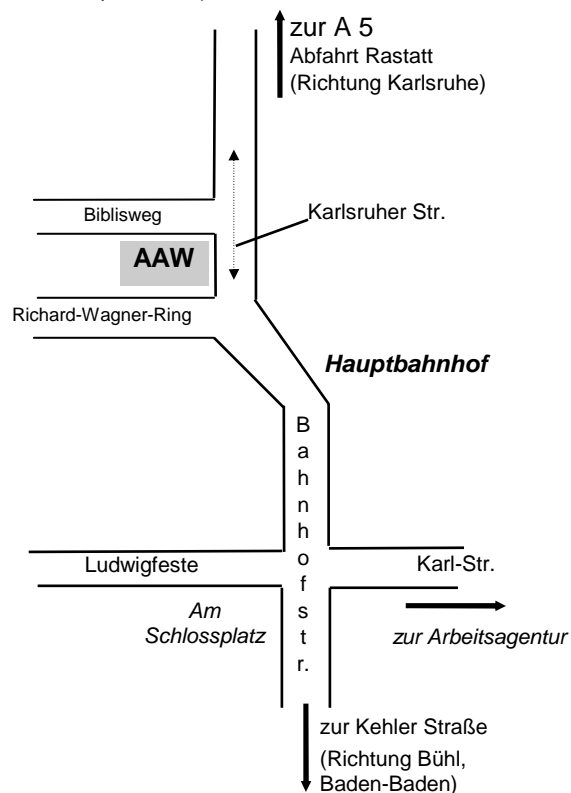 zur A 5
Abfahrt Rastatt
(Richtung Karlsruhe)
Biblisweg
Karlsruher Str.
AAW
Richard-Wagner-Ring
Hauptbahnhof
Bahnhofstr.
Ludwigfeste
Karl-Str.
Am
Schlossplatz
zur Arbeitsagentur
zur Kehler Straße
(Richtung Bühl,
Baden-Baden)